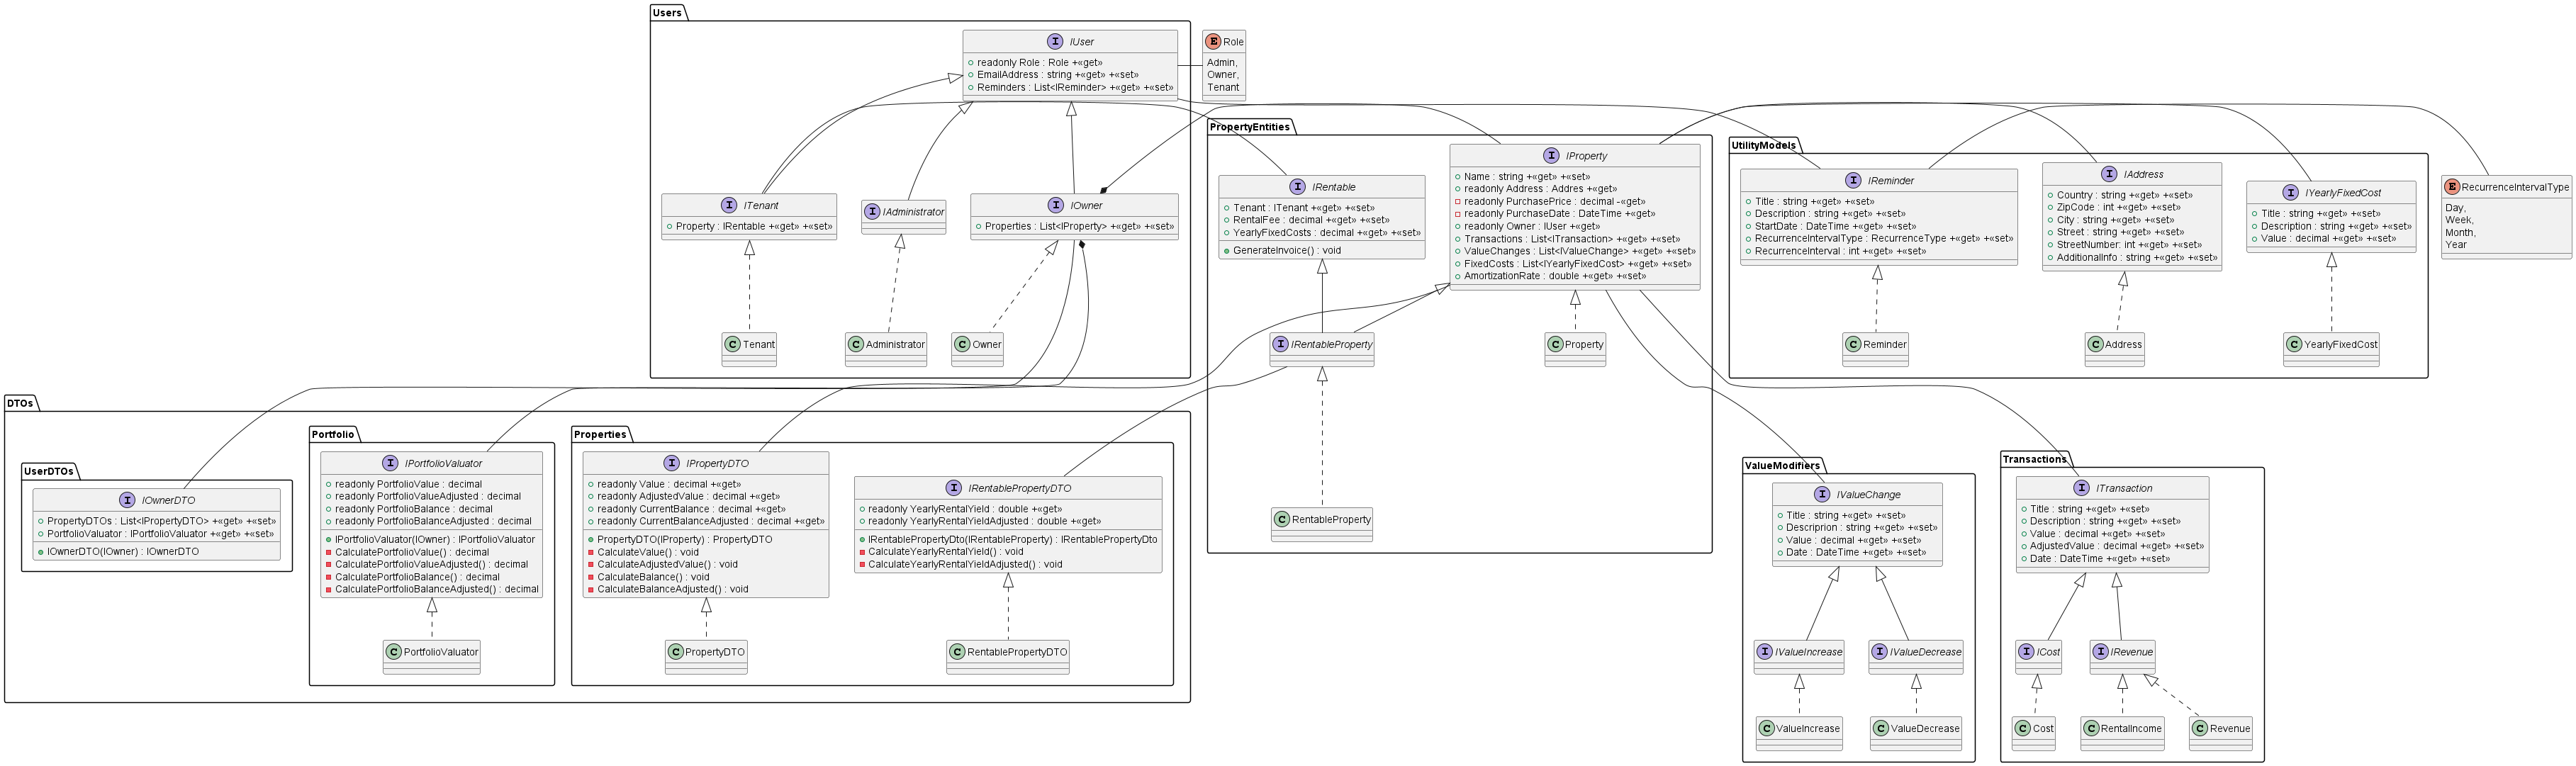 Users
IUser
readonly Role : Role +«get»
EmailAddress : string +«get» +«set»
Reminders : List<IReminder> +«get» +«set»
Role
Admin,
Owner,
Tenant
ITenant
Property : IRentable +«get» +«set»
IAdministrator
IOwner
Properties : List<IProperty> +«get» +«set»
Tenant
Administrator
Owner
PropertyEntities
IRentable
Tenant : ITenant +«get» +«set»
RentalFee : decimal +«get» +«set»
YearlyFixedCosts : decimal +«get» +«set»
GenerateInvoice() : void
IProperty
Name : string +«get» +«set»
readonly Address : Addres +«get»
readonly PurchasePrice : decimal -«get»
readonly PurchaseDate : DateTime +«get»
readonly Owner : IUser +«get»
Transactions : List<ITransaction> +«get» +«set»
ValueChanges : List<IValueChange> +«get» +«set»
FixedCosts : List<IYearlyFixedCost> +«get» +«set»
AmortizationRate : double +«get» +«set»
IRentableProperty
Property
RentableProperty
UtilityModels
IReminder
Title : string +«get» +«set»
Description : string +«get» +«set»
StartDate : DateTime +«get» +«set»
RecurrenceIntervalType : RecurrenceType +«get» +«set»
RecurrenceInterval : int +«get» +«set»
IAddress
Country : string +«get» +«set»
ZipCode : int +«get» +«set»
City : string +«get» +«set»
Street : string +«get» +«set»
StreetNumber: int +«get» +«set»
AdditionalInfo : string +«get» +«set»
IYearlyFixedCost
Title : string +«get» +«set»
Description : string +«get» +«set»
Value : decimal +«get» +«set»
Reminder
Address
YearlyFixedCost
RecurrenceIntervalType
Day,
Week,
Month,
Year
DTOs
UserDTOs
IOwnerDTO
PropertyDTOs : List<IPropertyDTO> +«get» +«set»
PortfolioValuator : IPortfolioValuator +«get» +«set»
IOwnerDTO(IOwner) : IOwnerDTO
Portfolio
IPortfolioValuator
readonly PortfolioValue : decimal
readonly PortfolioValueAdjusted : decimal
readonly PortfolioBalance : decimal
readonly PortfolioBalanceAdjusted : decimal
IPortfolioValuator(IOwner) : IPortfolioValuator
CalculatePortfolioValue() : decimal
CalculatePortfolioValueAdjusted() : decimal
CalculatePortfolioBalance() : decimal
CalculatePortfolioBalanceAdjusted() : decimal
PortfolioValuator
Properties
IPropertyDTO
readonly Value : decimal +«get»
readonly AdjustedValue : decimal +«get»
readonly CurrentBalance : decimal +«get»
readonly CurrentBalanceAdjusted : decimal +«get»
PropertyDTO(IProperty) : PropertyDTO
CalculateValue() : void
CalculateAdjustedValue() : void
CalculateBalance() : void
CalculateBalanceAdjusted() : void
PropertyDTO
IRentablePropertyDTO
readonly YearlyRentalYield : double +«get»
readonly YearlyRentalYieldAdjusted : double +«get»
IRentablePropertyDto(IRentableProperty) : IRentablePropertyDto
CalculateYearlyRentalYield() : void
CalculateYearlyRentalYieldAdjusted() : void
RentablePropertyDTO
ValueModifiers
IValueChange
Title : string +«get» +«set»
Descriprion : string +«get» +«set»
Value : decimal +«get» +«set»
Date : DateTime +«get» +«set»
IValueIncrease
IValueDecrease
ValueIncrease
ValueDecrease
Transactions
ITransaction
Title : string +«get» +«set»
Description : string +«get» +«set»
Value : decimal +«get» +«set»
AdjustedValue : decimal +«get» +«set»
Date : DateTime +«get» +«set»
ICost
IRevenue
Cost
RentalIncome
Revenue